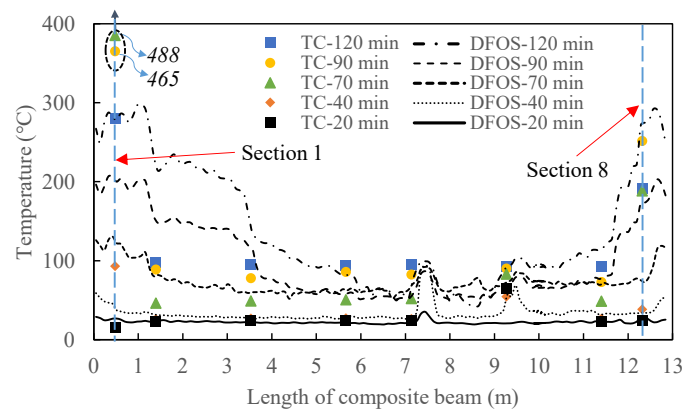 400
300
200
100
0
Temperature (℃)
488
465
TC-120 min
TC-90 min
TC-70 min
TC-40 min
TC-20 min
DFOS-120 min
DFOS-90 min
DFOS-70 min
DFOS-40 min
DFOS-20 min
Section 1
Section 8
0 1 2 3 4 5 6 7 8 9 10 11 12 13
Length of composite beam (m)